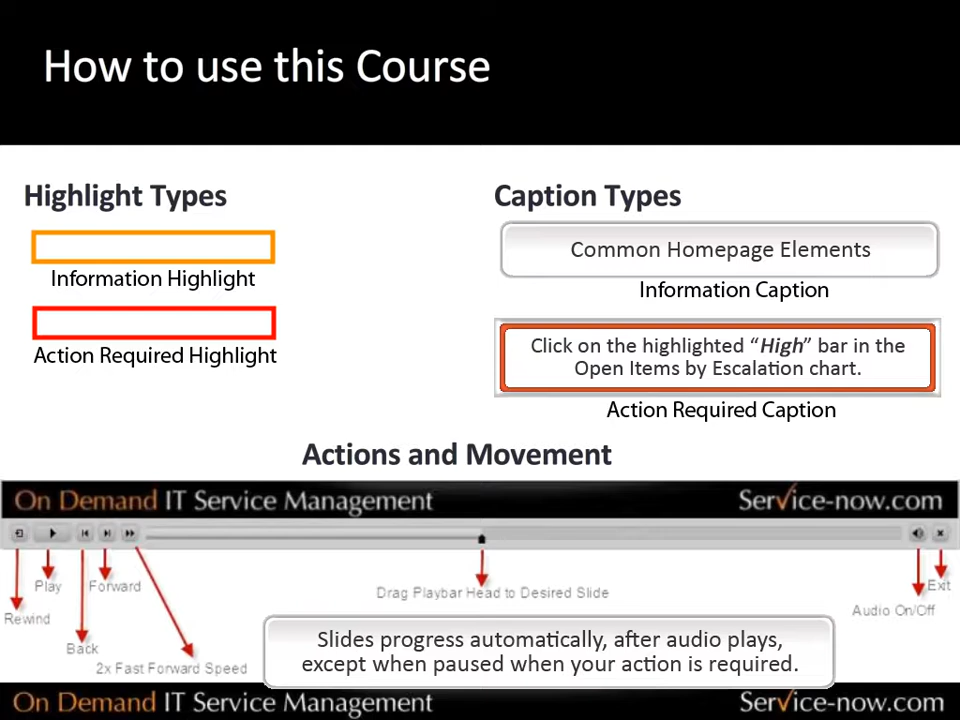 How to use this Course
Highlight Types
Information Highlight
Action Required Highlight
Caption Types
Common Homepage Elements
Information Caption
Click on the highlighted “High” bar in the
Open Items by Escalation chart.
Action Required Caption
Actions and Movement
On Demand IT Service Management
Service-now.com
Rewind
Play
Back
Forward
2x Fast Forward Speed
Drag Playbar Head to Desired Slide
Audio On/Off
Exit
Slides progress automatically, after audio plays,
except when paused when your action is required.
On Demand IT Service Management
Service-now.com